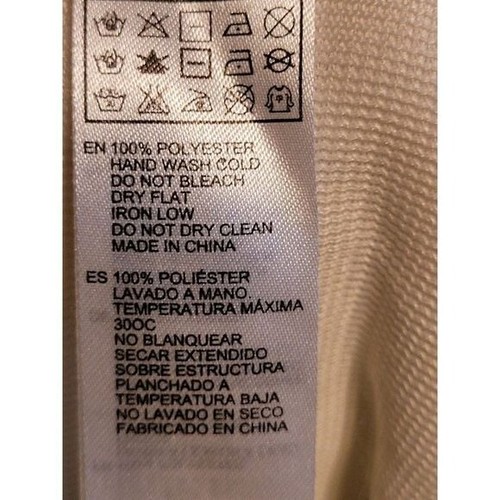 EN 100% POLYESTER
HAND WASH COLD
DO NOT BLEACH
DRY FLAT
IRON LOW
DO NOT DRY CLEAN
MADE IN CHINA
ES 100% POLIÉSTER
LAVADO A MANO.
TEMPERATURA MÁXIMA
30OC
NO BLANQUEAR
SECAR EXTENDIDO
SOBRE ESTRUCTURA
PLANCHADO A
TEMPERATURA BAJA
NO LAVADO EN SECO
FABRICADO EN CHINA